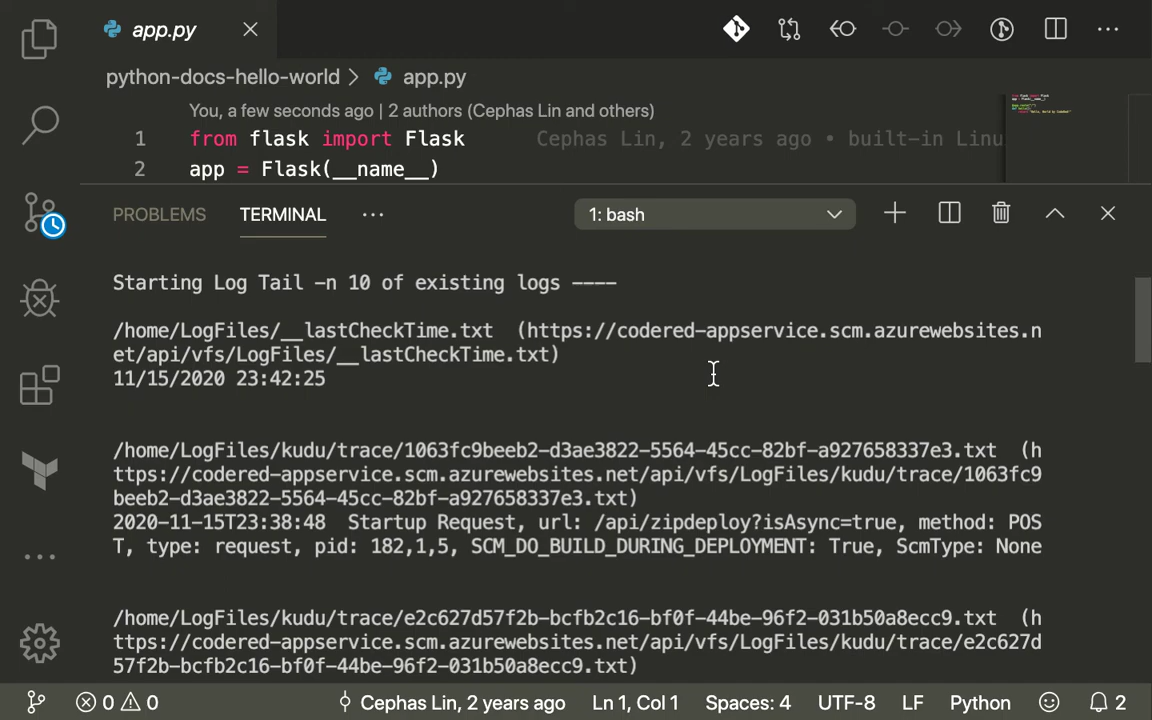 app.py
python-docs-hello-world > app.py
You, a few seconds ago | 2 authors (Cephas Lin and others)
1 from flask import Flask Cephas Lin, 2 years ago • built-in Linu
2 app = Flask(__name__)
PROBLEMS TERMINAL ... 1: bash
Starting Log Tail -n 10 of existing logs ----
/home/LogFiles/__lastCheckTime.txt (https://codered-appservice.scm.azurewebsites.n
et/api/vfs/LogFiles/__lastCheckTime.txt)
11/15/2020 23:42:25
/home/LogFiles/kudu/trace/1063fc9beeb2-d3ae3822-5564-45cc-82bf-a927658337e3.txt (h
ttps://codered-appservice.scm.azurewebsites.net/api/vfs/LogFiles/kudu/trace/1063fc9
beeb2-d3ae3822-5564-45cc-82bf-a927658337e3.txt)
2020-11-15T23:38:48 Startup Request, url: /api/zipdeploy?isAsync=true, method: POS
T, type: request, pid: 182,1,5, SCM_DO_BUILD_DURING_DEPLOYMENT: True, ScmType: None
/home/LogFiles/kudu/trace/e2c627d57f2b-bcfb2c16-bf0f-44be-96f2-031b50a8ecc9.txt (h
ttps://codered-appservice.scm.azurewebsites.net/api/vfs/LogFiles/kudu/trace/e2c627d
57f2b-bcfb2c16-bf0f-44be-96f2-031b50a8ecc9.txt)
0 0 Cephas Lin, 2 years ago Ln 1, Col 1 Spaces: 4 UTF-8 LF Python 2